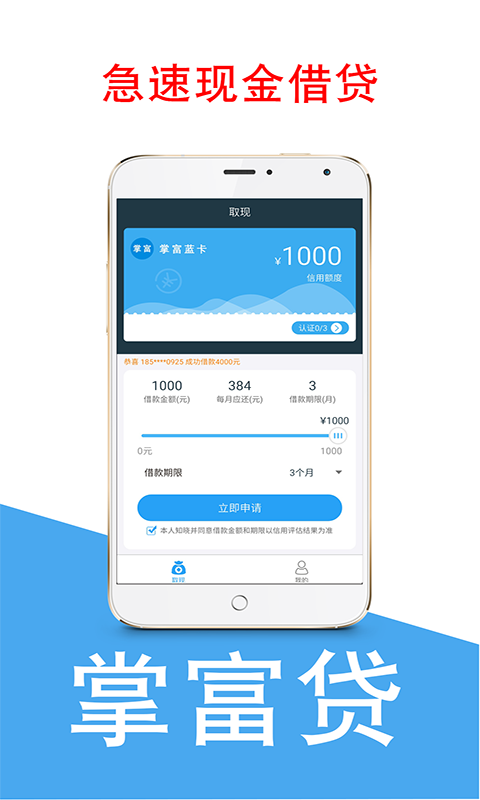 急速现金借贷
取现
掌富
掌富蓝卡
¥1000
信用额度
认证0/3
恭喜 185****0925 成功借款4000元
1000 384 3
借款金额(元) 每月应还(元) 借款期限(月)
¥1000
0元 1000
借款期限 3个月
立即申请
本人知晓并同意借款金额和期限以信用评估结果为准
取现 我的
掌富贷